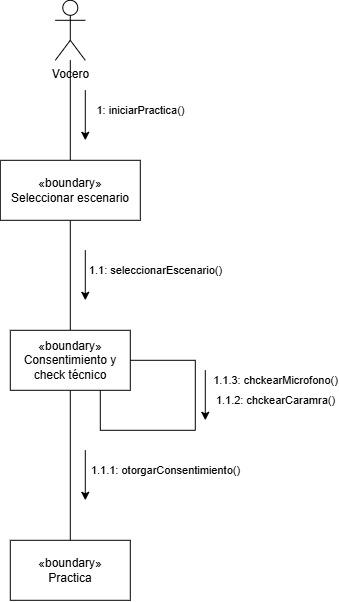 Vocero
1: iniciarPractica()
«boundary»
Seleccionar escenario
1.1: seleccionarEscenario()
«boundary»
Consentimiento y
check técnico
1.1.3: chckearMicrofono()
1.1.2: chckearCaramra()
1.1.1: otorgarConsentimiento()
«boundary»
Practica